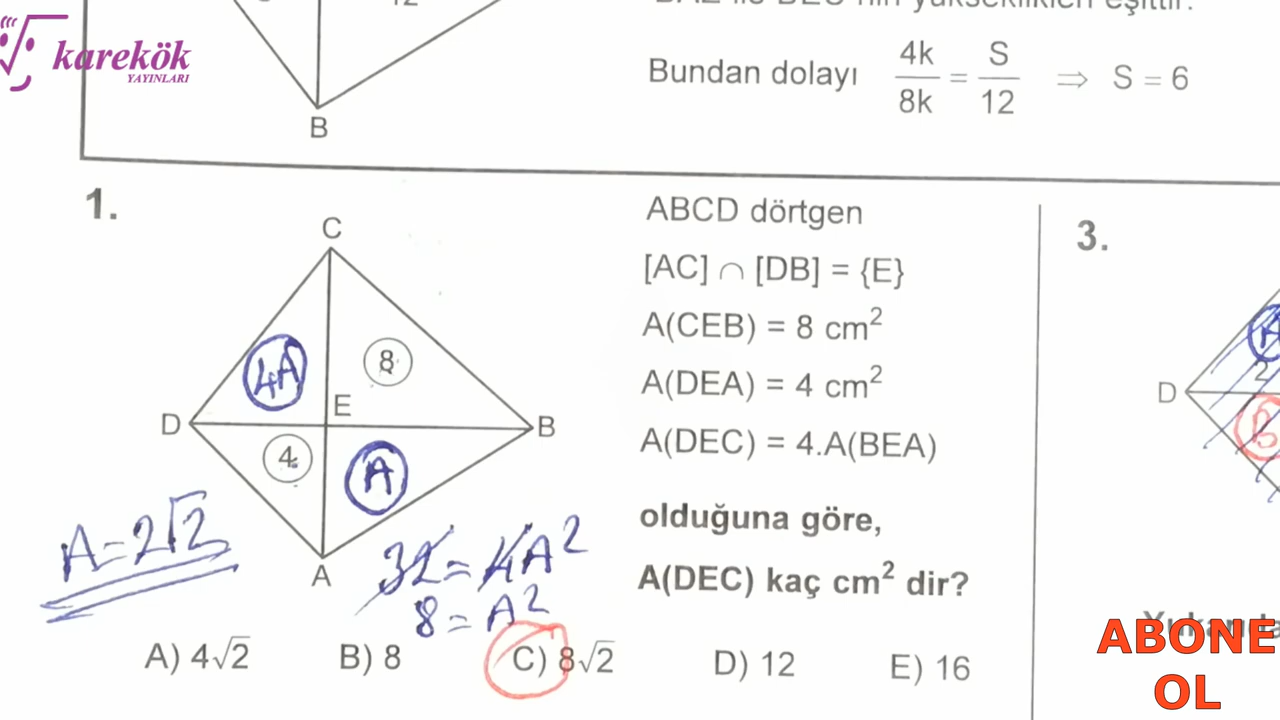 karekök
YAYINLARI
12
B
Bundan dolayı 4k/8k = S/12 ⇒ S = 6
1.
C
4A
8
E
D
B
4
A
A
A=2√2
32=4A²
8=A²
ABCD dörtgen
[AC] ∩ [DB] = {E}
A(CEB) = 8 cm²
A(DEA) = 4 cm²
A(DEC) = 4.A(BEA)
olduğuna göre,
A(DEC) kaç cm² dir?
A) 4√2 B) 8 C) 8√2 D) 12 E) 16
3.
D
2
B
ABONE
OL